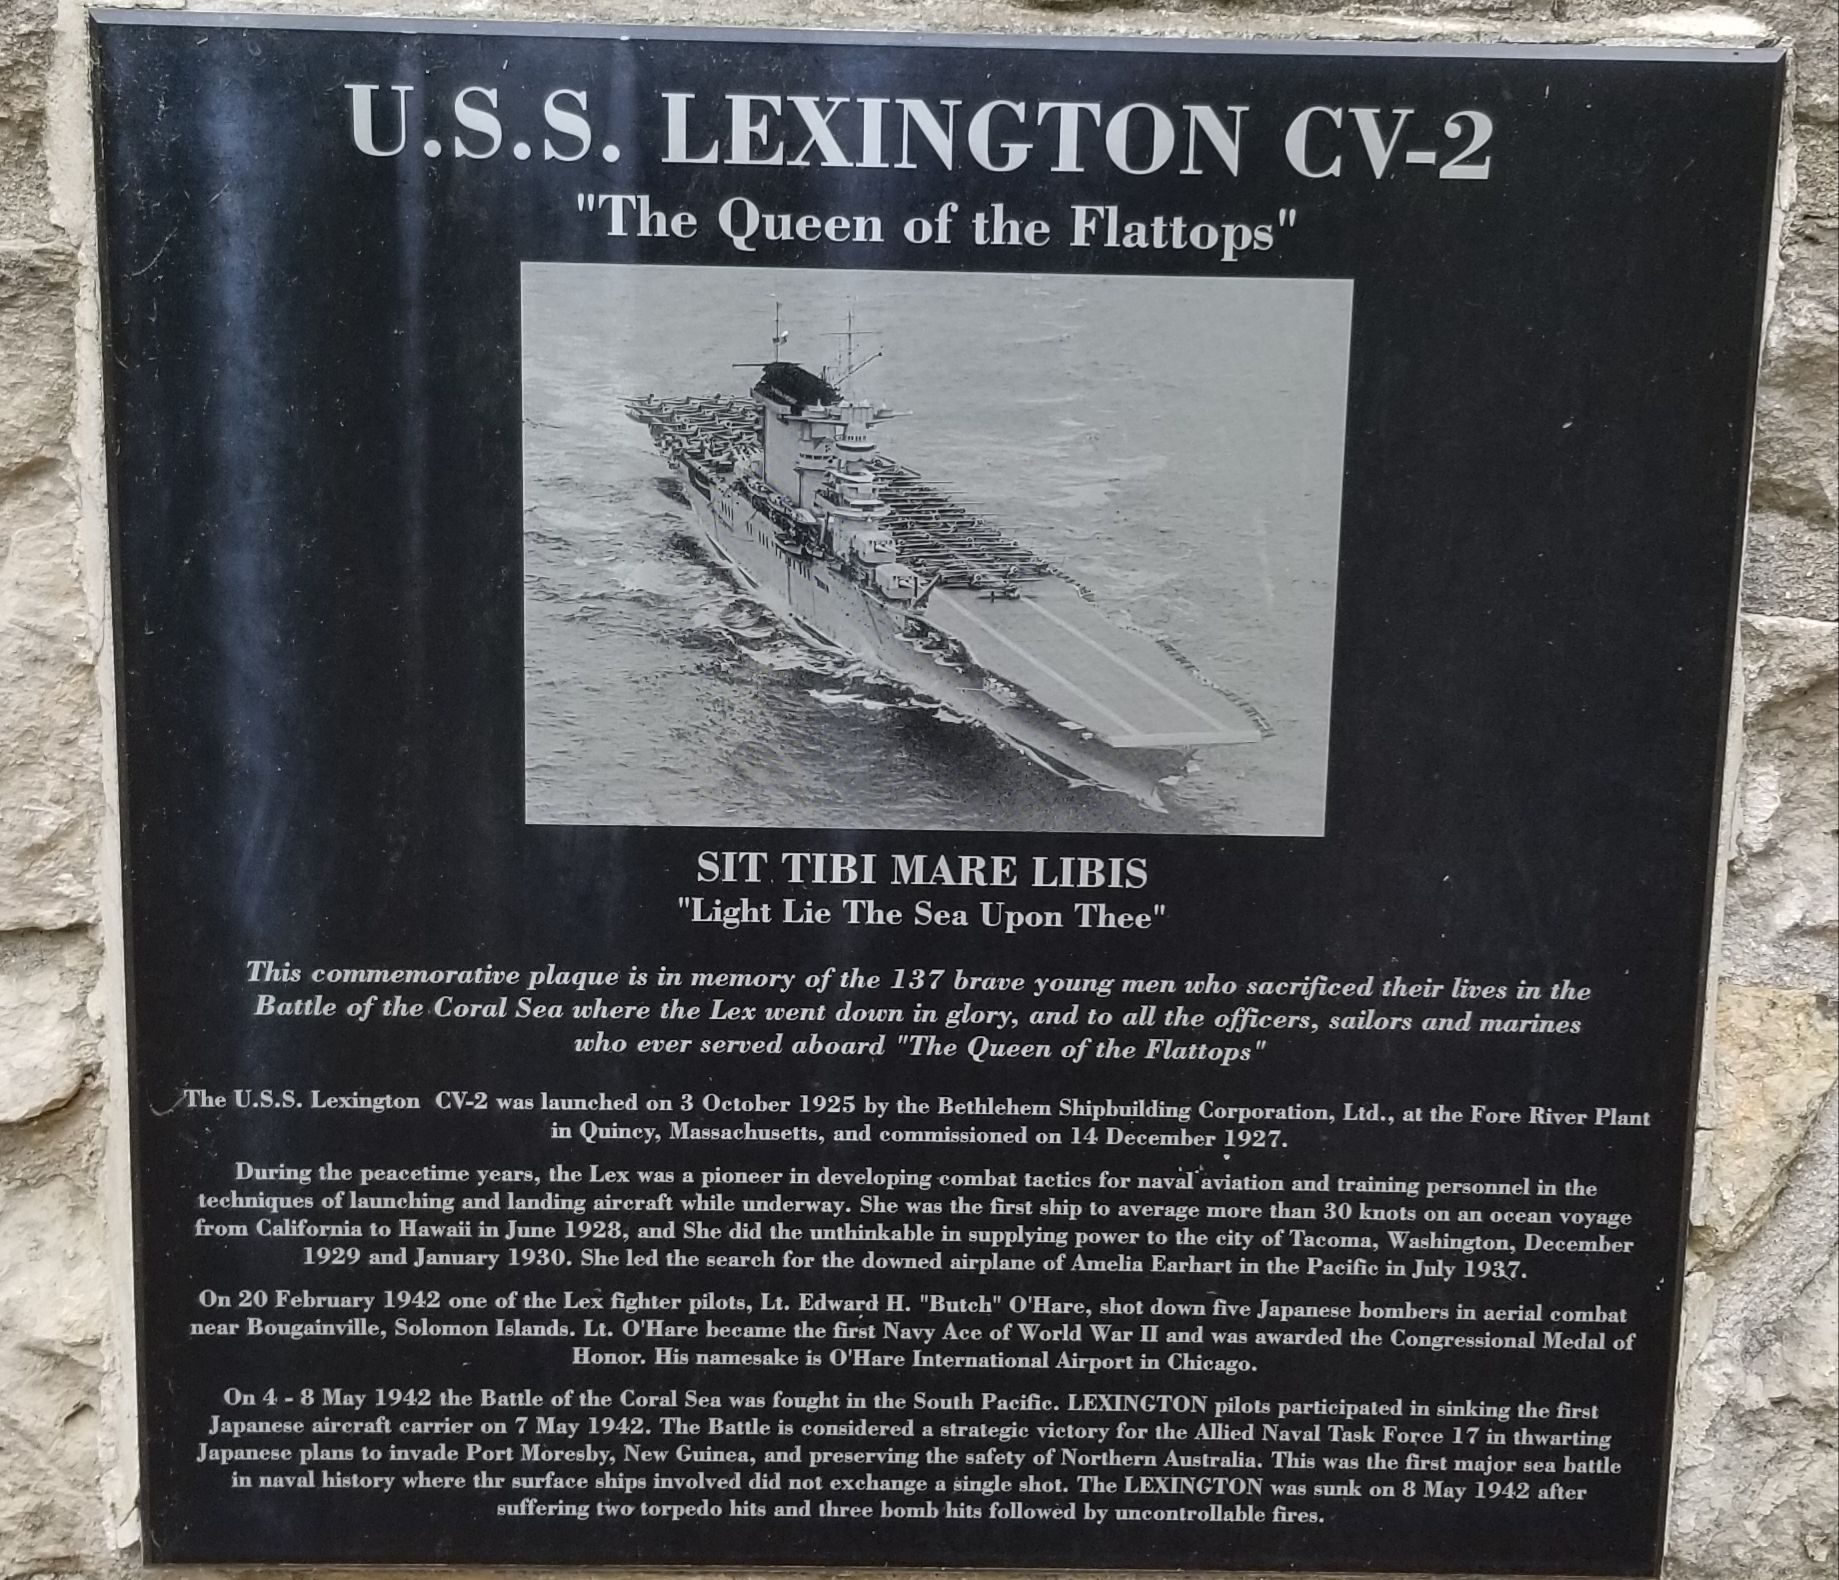 U.S.S. LEXINGTON CV-2
"The Queen of the Flattops"
SIT TIBI MARE LIBIS
"Light Lie The Sea Upon Thee"
This commemorative plaque is in memory of the 137 brave young men who sacrificed their lives in the
Battle of the Coral Sea where the Lex went down in glory, and to all the officers, sailors and marines
who ever served aboard "The Queen of the Flattops"
The U.S.S. Lexington CV-2 was launched on 3 October 1925 by the Bethlehem Shipbuilding Corporation, Ltd., at the Fore River Plant
in Quincy, Massachusetts, and commissioned on 14 December 1927.
During the peacetime years, the Lex was a pioneer in developing combat tactics for naval aviation and training personnel in the
techniques of launching and landing aircraft while underway. She was the first ship to average more than 30 knots on an ocean voyage
from California to Hawaii in June 1928, and She did the unthinkable in supplying power to the city of Tacoma, Washington, December
1929 and January 1930. She led the search for the downed airplane of Amelia Earhart in the Pacific in July 1937.
On 20 February 1942 one of the Lex fighter pilots, Lt. Edward H. "Butch" O'Hare, shot down five Japanese bombers in aerial combat
near Bougainville, Solomon Islands. Lt. O'Hare became the first Navy Ace of World War II and was awarded the Congressional Medal of
Honor. His namesake is O'Hare International Airport in Chicago.
On 4 - 8 May 1942 the Battle of the Coral Sea was fought in the South Pacific. LEXINGTON pilots participated in sinking the first
Japanese aircraft carrier on 7 May 1942. The Battle is considered a strategic victory for the Allied Naval Task Force 17 in thwarting
Japanese plans to invade Port Moresby, New Guinea, and preserving the safety of Northern Australia. This was the first major sea battle
in naval history where thr surface ships involved did not exchange a single shot. The LEXINGTON was sunk on 8 May 1942 after
suffering two torpedo hits and three bomb hits followed by uncontrollable fires.